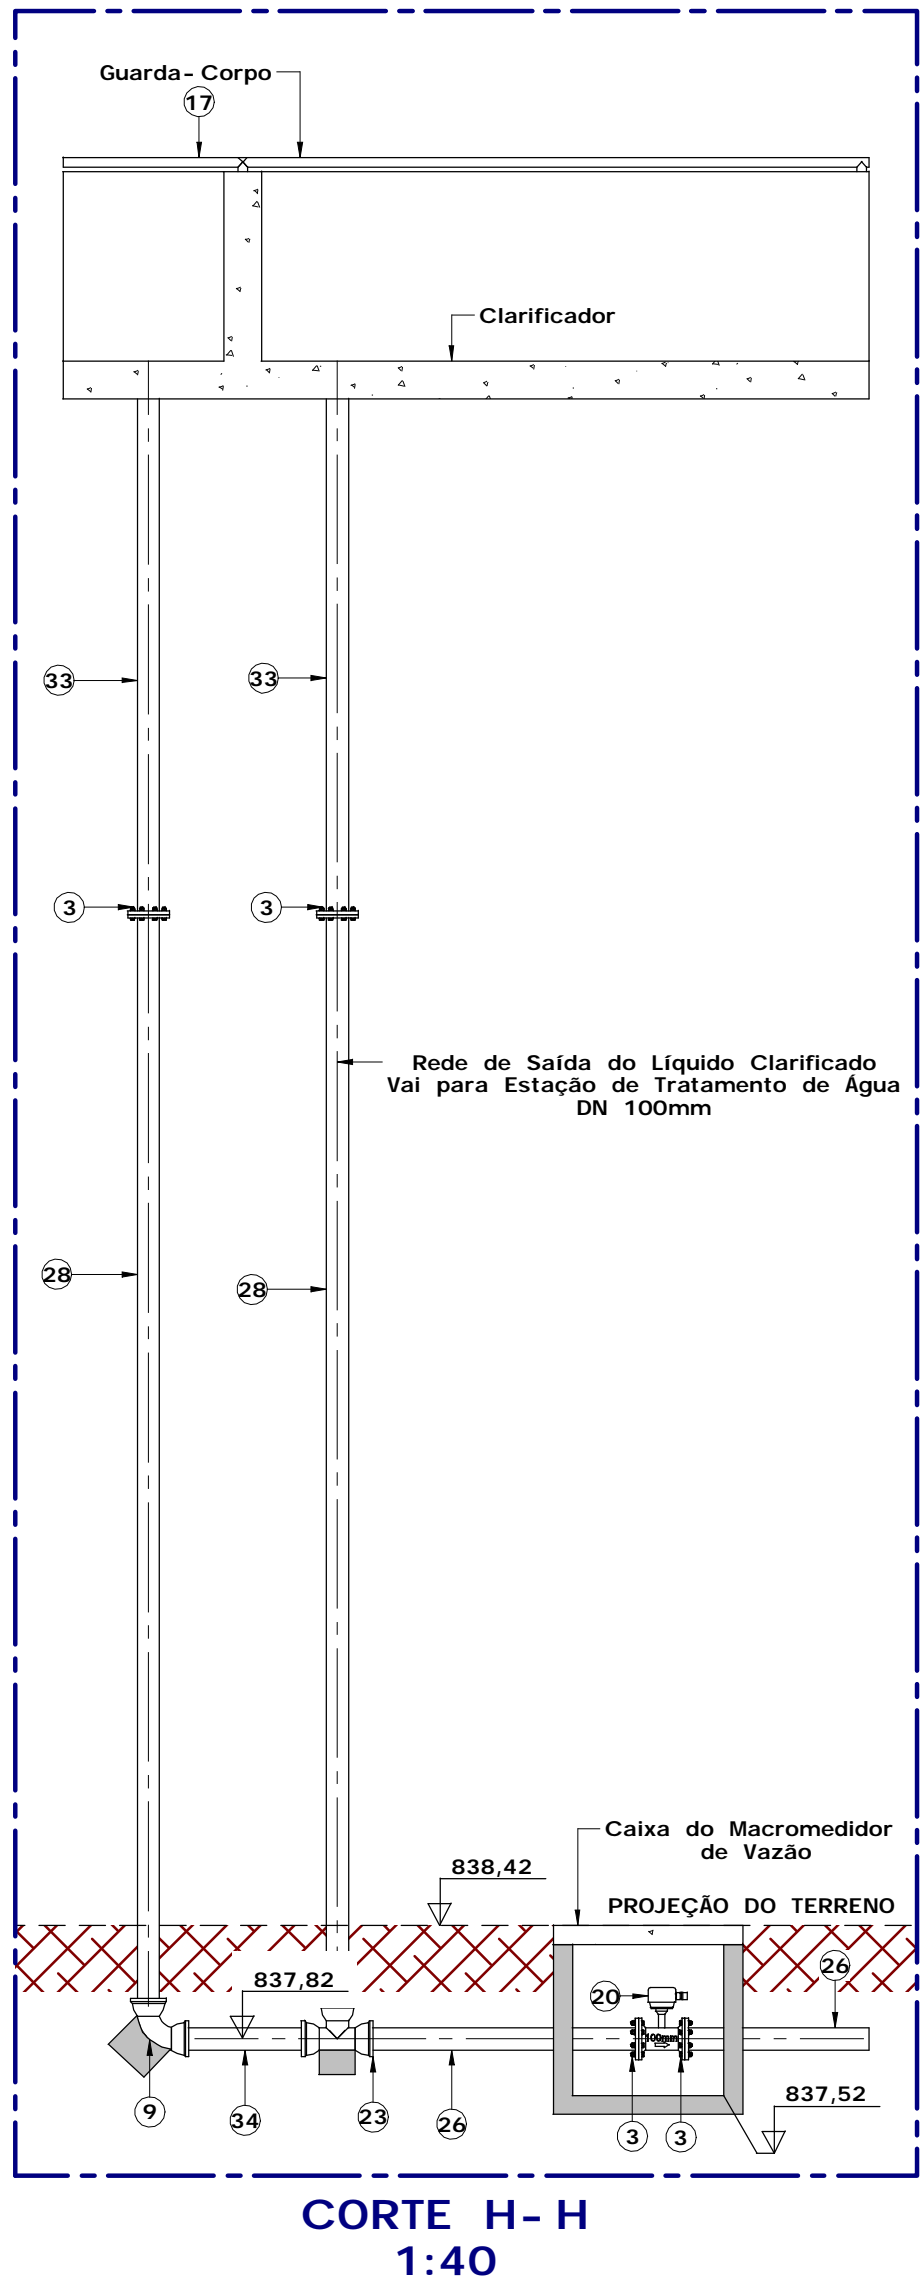 Guarda-Corpo
17
Clarificador
33
33
3
3
Rede de Saída do Líquido Clarificado
Vai para Estação de Tratamento de Água
DN 100mm
28
28
Caixa do Macromedidor
de Vazão
838,42
PROJEÇÃO DO TERRENO
837,82
26
20
100mm
837,52
9
34
23
26
3
3
CORTE H-H
1:40